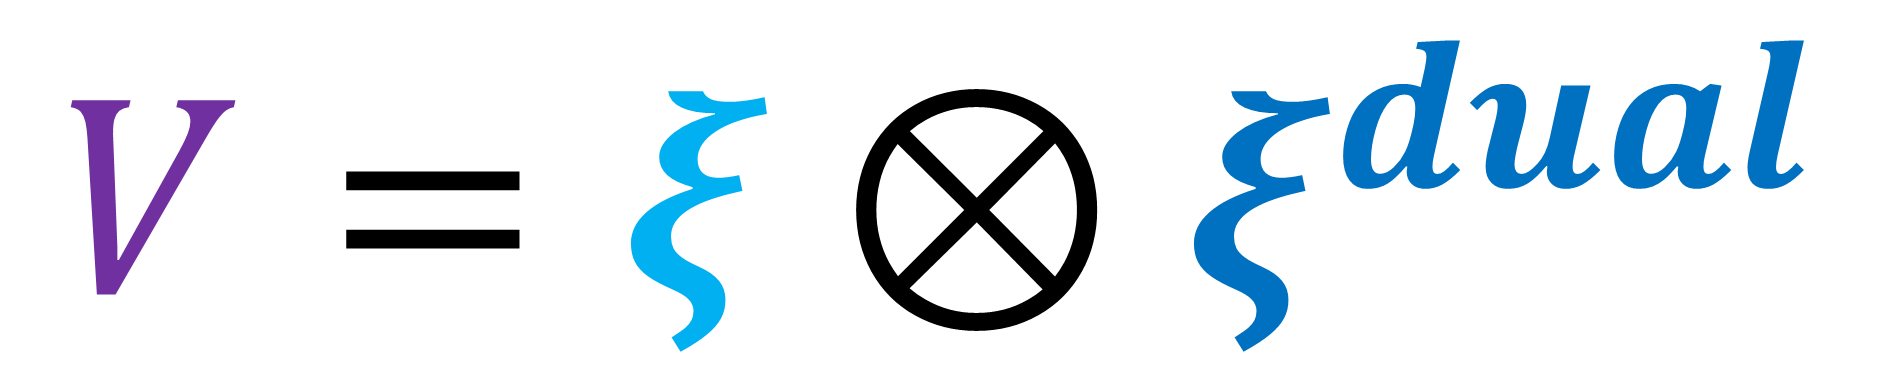 V = ξ ⊗ ξ^dual